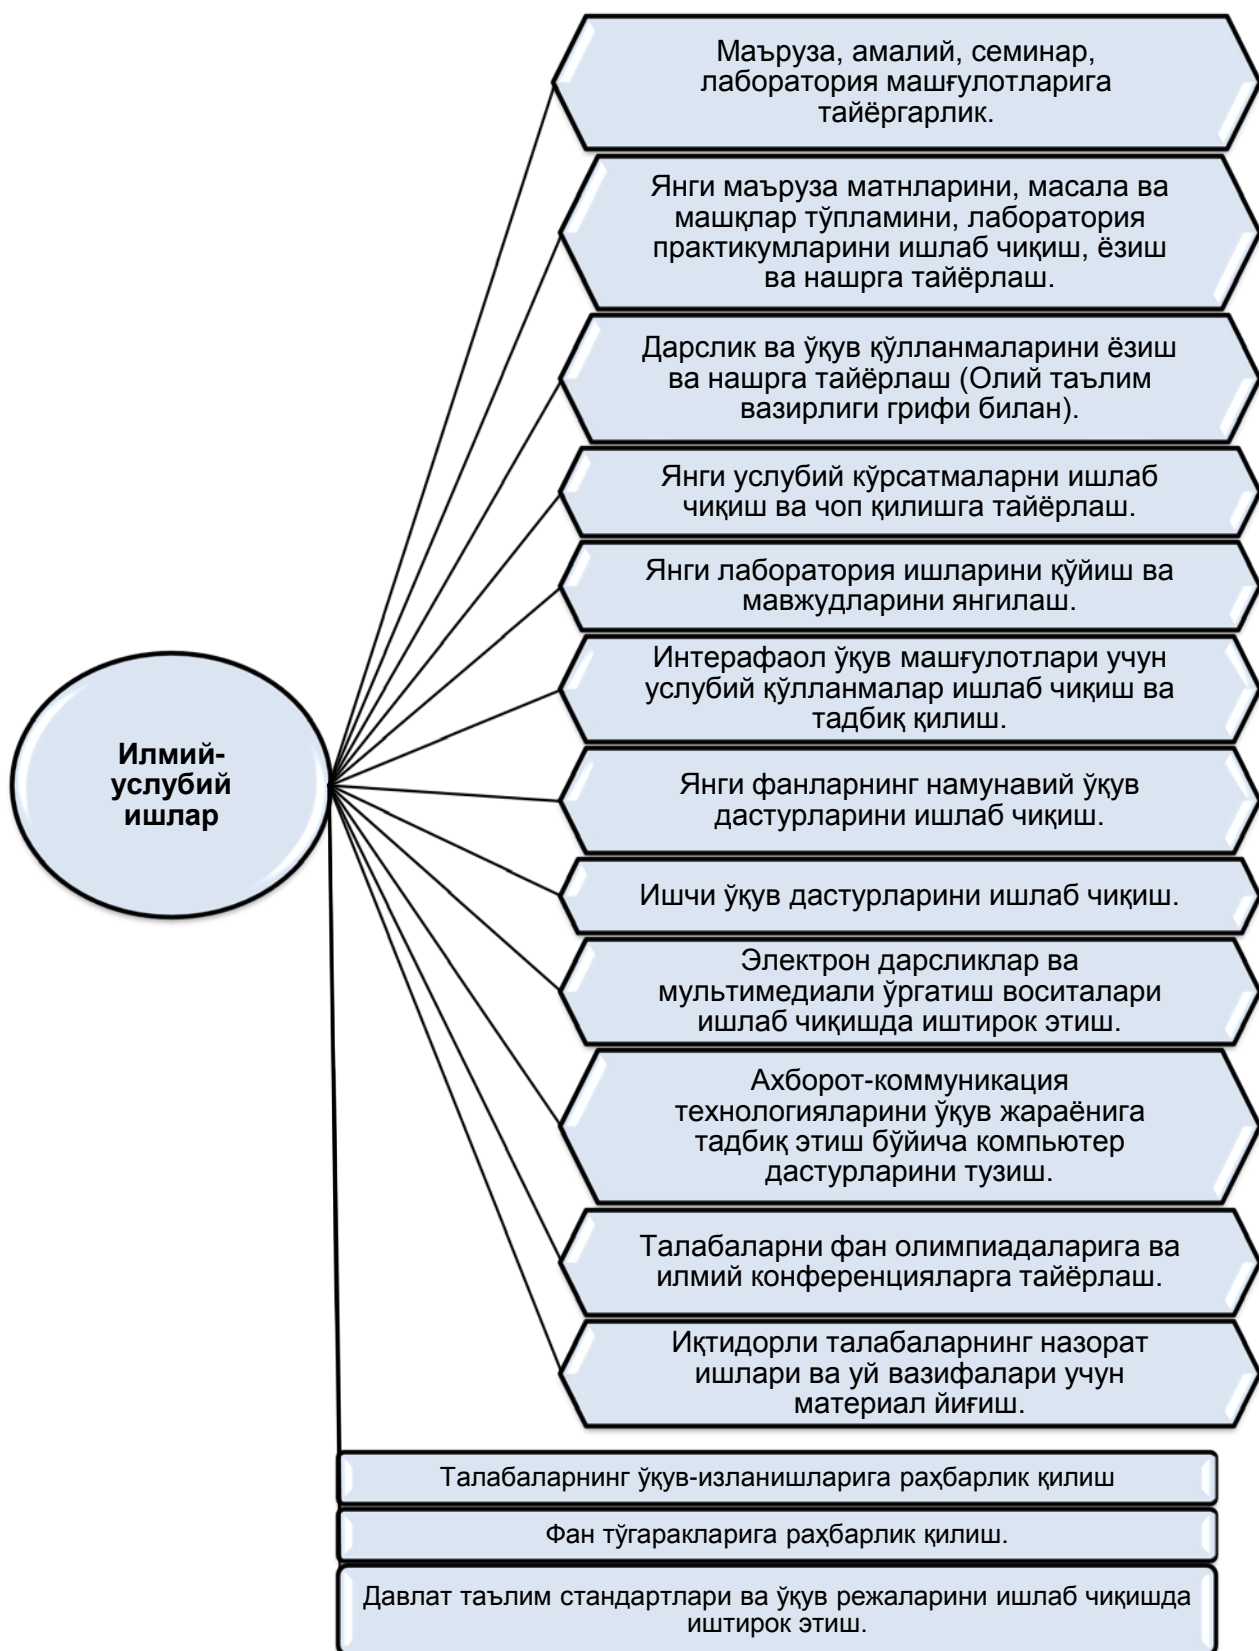 Маъруза, амалий, семинар,
лаборатория машғулотларига
тайёргарлик.
Янги маъруза матнларини, масала ва
машқлар тўпламини, лаборатория
практикумларини ишлаб чиқиш, ёзиш
ва нашрга тайёрлаш.
Дарслик ва ўқув қўлланмаларини ёзиш
ва нашрга тайёрлаш (Олий таълим
вазирлиги грифи билан).
Янги услубий кўрсатмаларни ишлаб
чиқиш ва чоп қилишга тайёрлаш.
Янги лаборатория ишларини қўйиш ва
мавжудларини янгилаш.
Интерафаол ўқув машғулотлари учун
услубий қўлланмалар ишлаб чиқиш ва
тадбиқ қилиш.
Илмий-
услубий
ишлар
Янги фанларнинг намунавий ўқув
дастурларини ишлаб чиқиш.
Ишчи ўқув дастурларини ишлаб чиқиш.
Электрон дарсликлар ва
мультимедиали ўргатиш воситалари
ишлаб чиқишда иштирок этиш.
Ахборот-коммуникация
технологияларини ўқув жараёнига
тадбиқ этиш бўйича компьютер
дастурларини тузиш.
Талабаларни фан олимпиадаларига ва
илмий конференцияларга тайёрлаш.
Иқтидорли талабаларнинг назорат
ишлари ва уй вазифалари учун
материал йиғиш.
Талабаларнинг ўқув-изланишларига раҳбарлик қилиш
Фан тўгаракларига раҳбарлик қилиш.
Давлат таълим стандартлари ва ўқув режаларини ишлаб чиқишда
иштирок этиш.